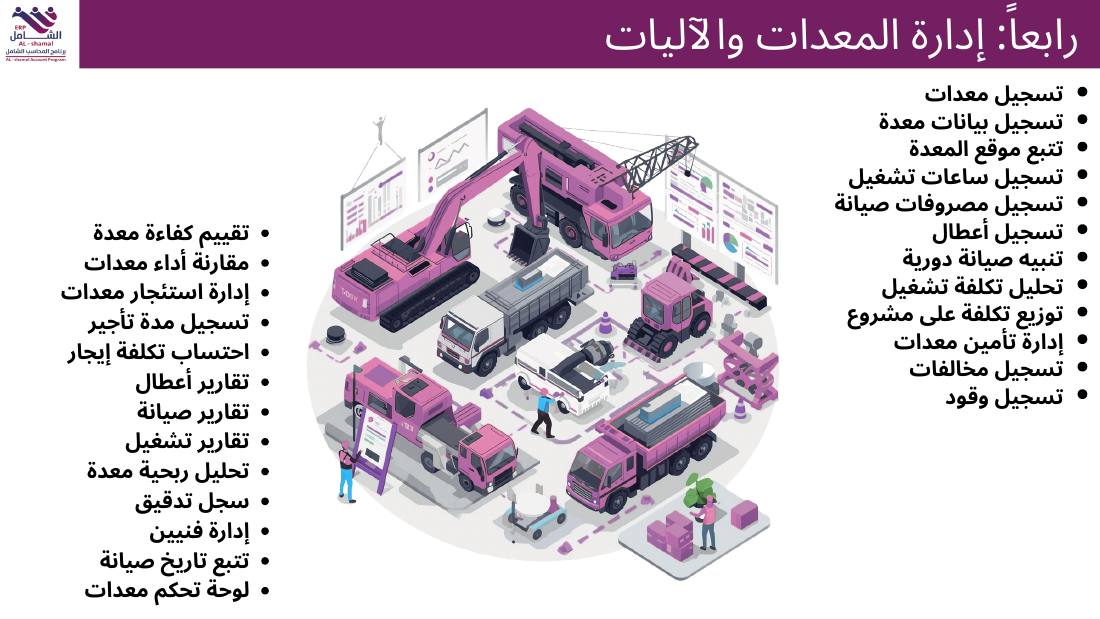 رابعاً: إدارة المعدات والآليات
ERP
الشامل
AL - shamal
برنامج المحاسب الشامل
AL - shamel Account Program
تسجيل معدات
تسجيل بيانات معدة
تتبع موقع المعدة
تسجيل ساعات تشغيل
تسجيل مصروفات صيانة
تسجيل أعطال
تنبيه صيانة دورية
تحليل تكلفة تشغيل
توزيع تكلفة على مشروع
إدارة تأمين معدات
تسجيل مخالفات
تسجيل وقود
تقييم كفاءة معدة
مقارنة أداء معدات
إدارة استئجار معدات
تسجيل مدة تأجير
احتساب تكلفة إيجار
تقارير أعطال
تقارير صيانة
تقارير تشغيل
تحليل ربحية معدة
سجل تدقيق
إدارة فنيين
تتبع تاريخ صيانة
لوحة تحكم معدات